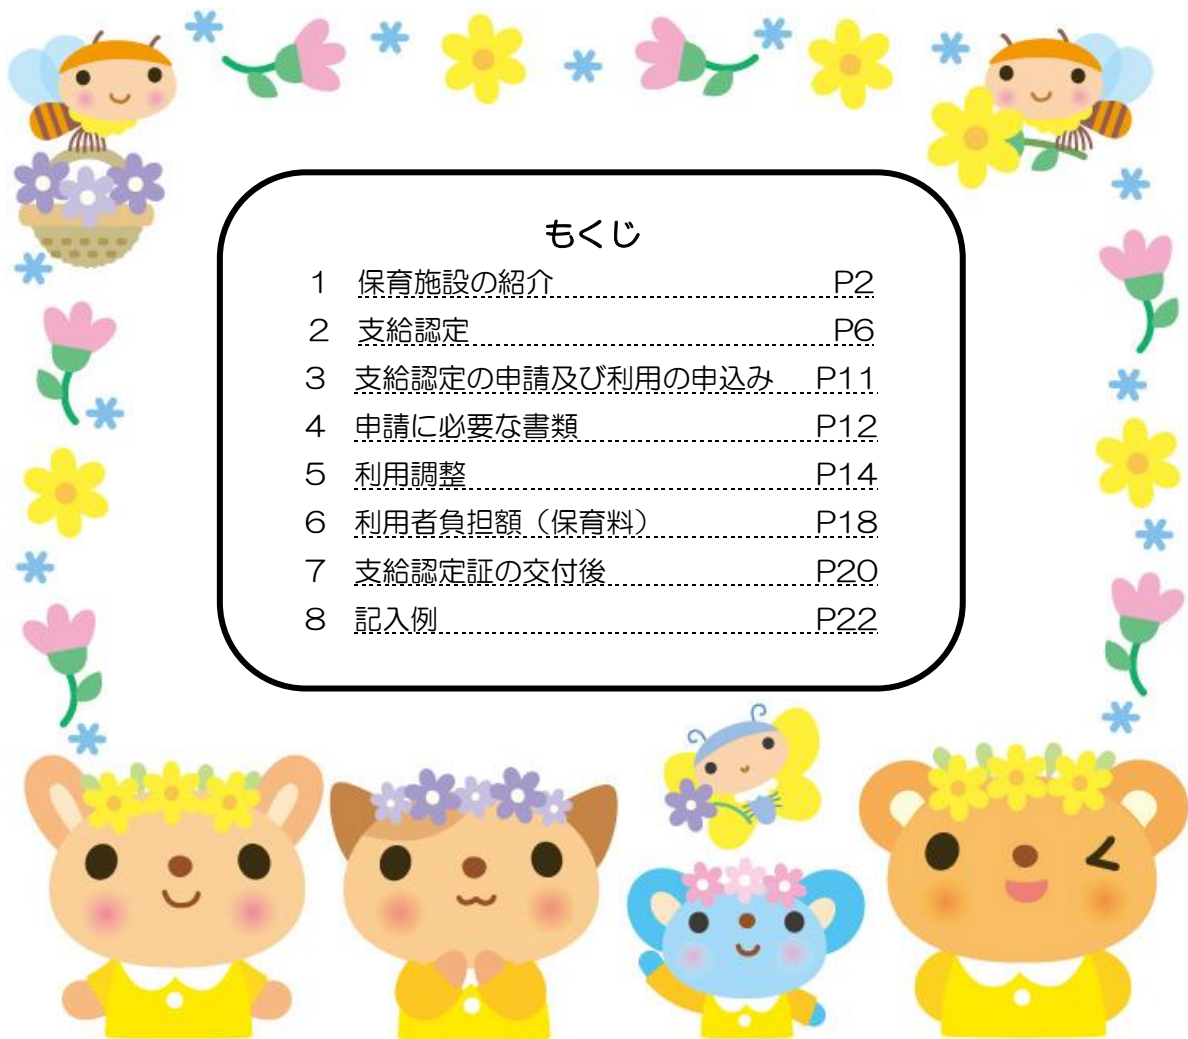 もくじ
1 保育施設の紹介 P2
2 支給認定 P6
3 支給認定の申請及び利用の申込み P11
4 申請に必要な書類 P12
5 利用調整 P14
6 利用者負担額（保育料） P18
7 支給認定証の交付後 P20
8 記入例 P22